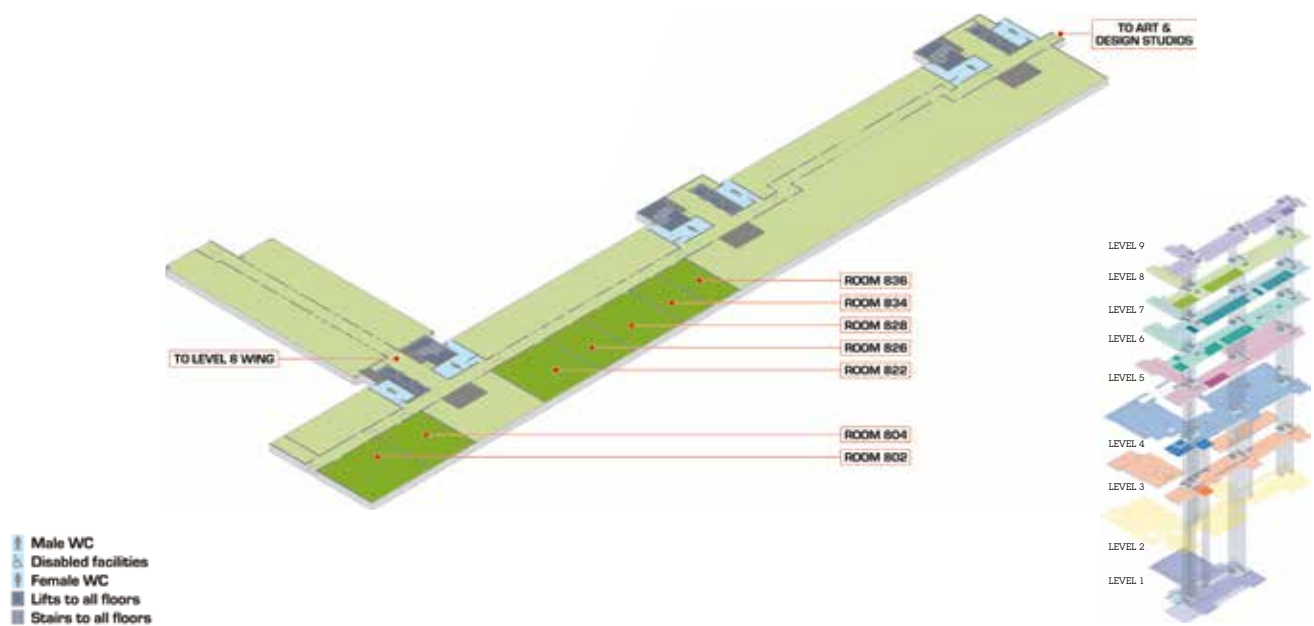 TO ART &
DESIGN STUDIOS
LEVEL 9
LEVEL 8
ROOM 836
ROOM 834
LEVEL 7
ROOM 828
LEVEL 6
ROOM 826
TO LEVEL 8 WING
ROOM 822
LEVEL 5
ROOM 804
LEVEL 4
ROOM 802
LEVEL 3
Male WC
Disabled facilities
LEVEL 2
Female WC
LEVEL 1
Lifts to all floors
Stairs to all floors